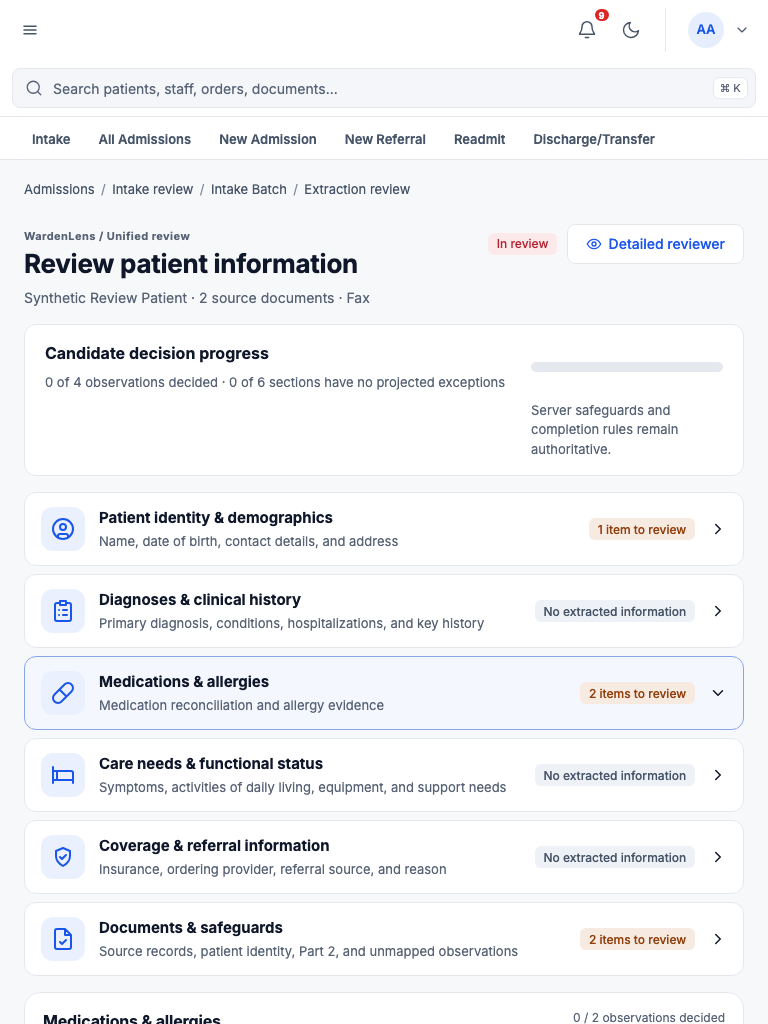 9
AA
Search patients, staff, orders, documents...
⌘ K
Intake
All Admissions
New Admission
New Referral
Readmit
Discharge/Transfer
Admissions / Intake review / Intake Batch / Extraction review
WardenLens / Unified review
Review patient information
In review
Detailed reviewer
Synthetic Review Patient · 2 source documents · Fax
Candidate decision progress
0 of 4 observations decided · 0 of 6 sections have no projected exceptions
Server safeguards and
completion rules remain
authoritative.
Patient identity & demographics
Name, date of birth, contact details, and address
1 item to review
Diagnoses & clinical history
Primary diagnosis, conditions, hospitalizations, and key history
No extracted information
Medications & allergies
Medication reconciliation and allergy evidence
2 items to review
Care needs & functional status
Symptoms, activities of daily living, equipment, and support needs
No extracted information
Coverage & referral information
Insurance, ordering provider, referral source, and reason
No extracted information
Documents & safeguards
Source records, patient identity, Part 2, and unmapped observations
2 items to review
Medications & allergies
0 / 2 observations decided